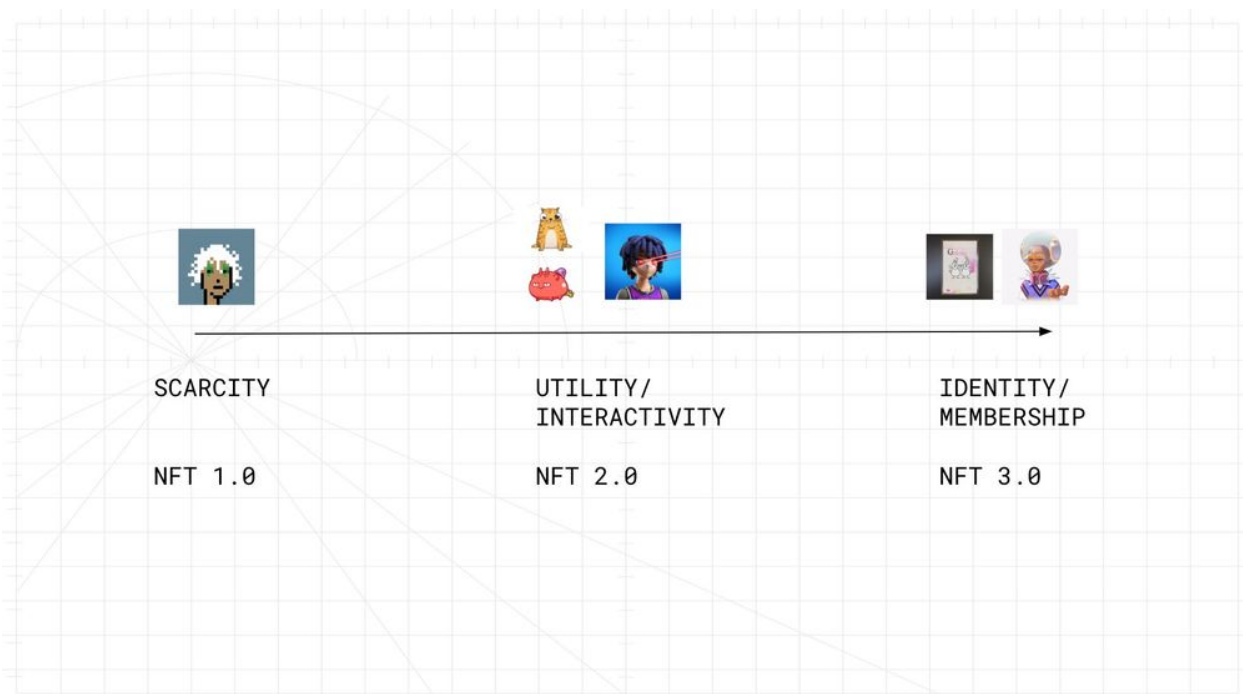 SCARCITY
UTILITY/
INTERACTIVITY
IDENTITY/
MEMBERSHIP
NFT 1.0
NFT 2.0
NFT 3.0